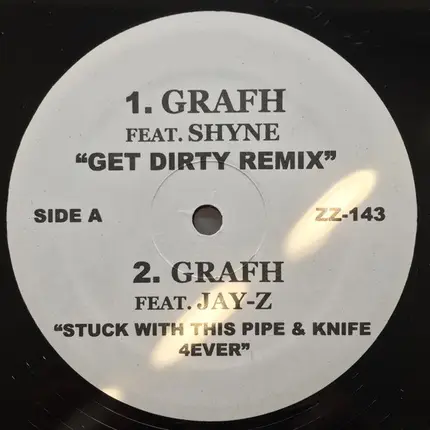 1. GRAFH
FEAT. SHYNE
“GET DIRTY REMIX”
SIDE A
ZZ-143
2. GRAFH
FEAT. JAY-Z
“STUCK WITH THIS PIPE & KNIFE
4EVER”